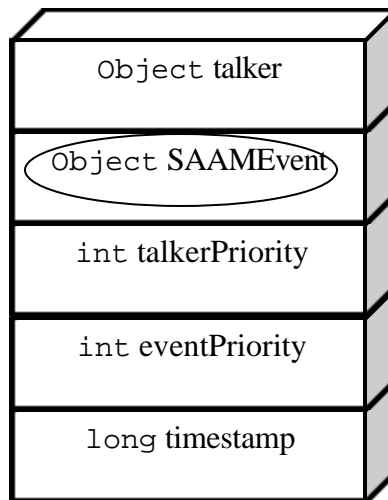 Object talker
Object SAAMEvent
int talkerPriority
int eventPriority
long timestamp